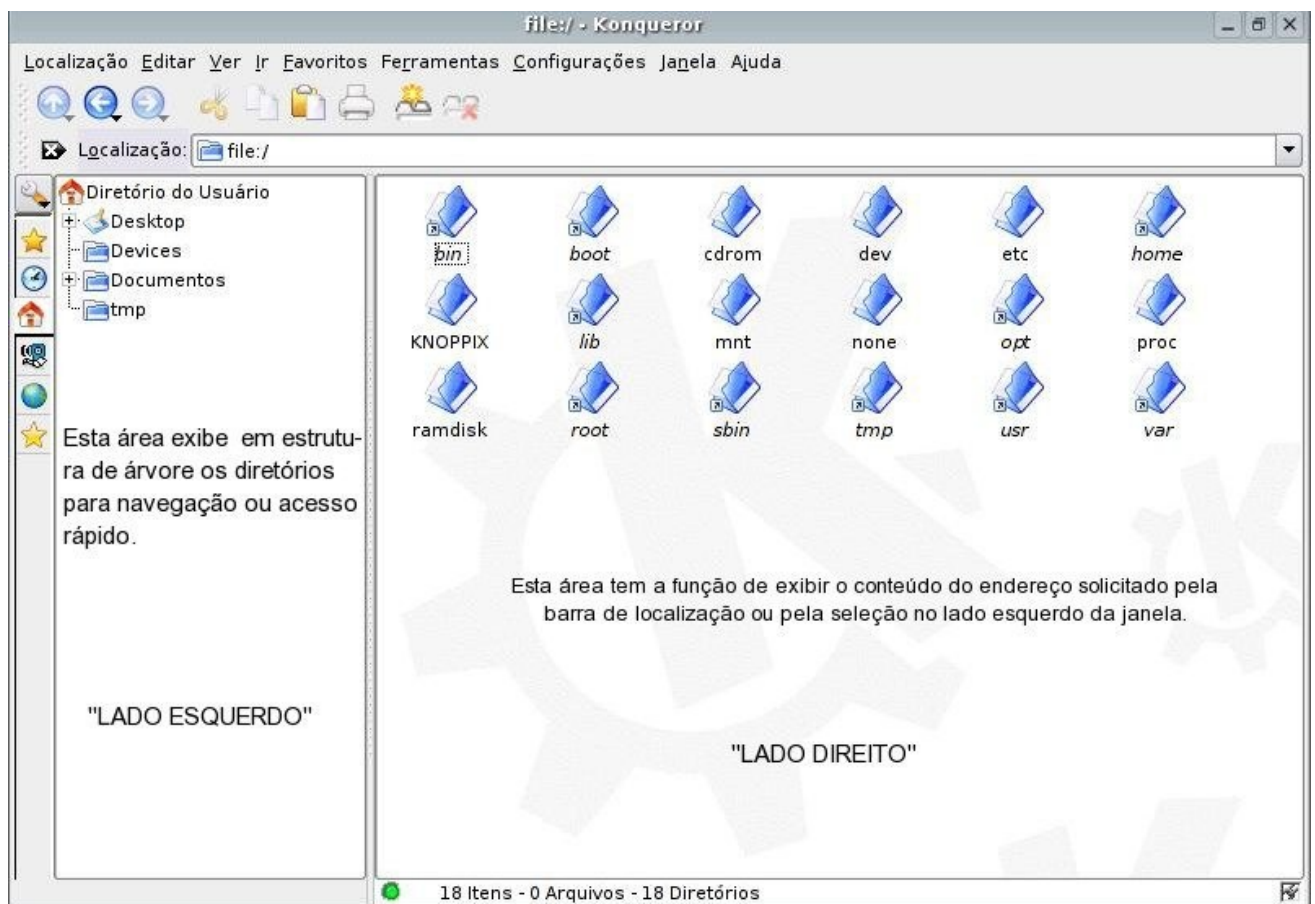 file:/ - Konqueror
Localização Editar Ver Ir Favoritos Ferramentas Configurações Janela Ajuda
Localização: file:/
Diretório do Usuário
Desktop
Devices
Documentos
tmp
Esta área exibe em estrutu-
ra de árvore os diretórios
para navegação ou acesso
rápido.
"LADO ESQUERDO"
bin boot cdrom dev etc home
KNOPPIX lib mnt none opt proc
ramdisk root sbin tmp usr var
Esta área tem a função de exibir o conteúdo do endereço solicitado pela
barra de localização ou pela seleção no lado esquerdo da janela.
"LADO DIREITO"
18 Itens - 0 Arquivos - 18 Diretórios